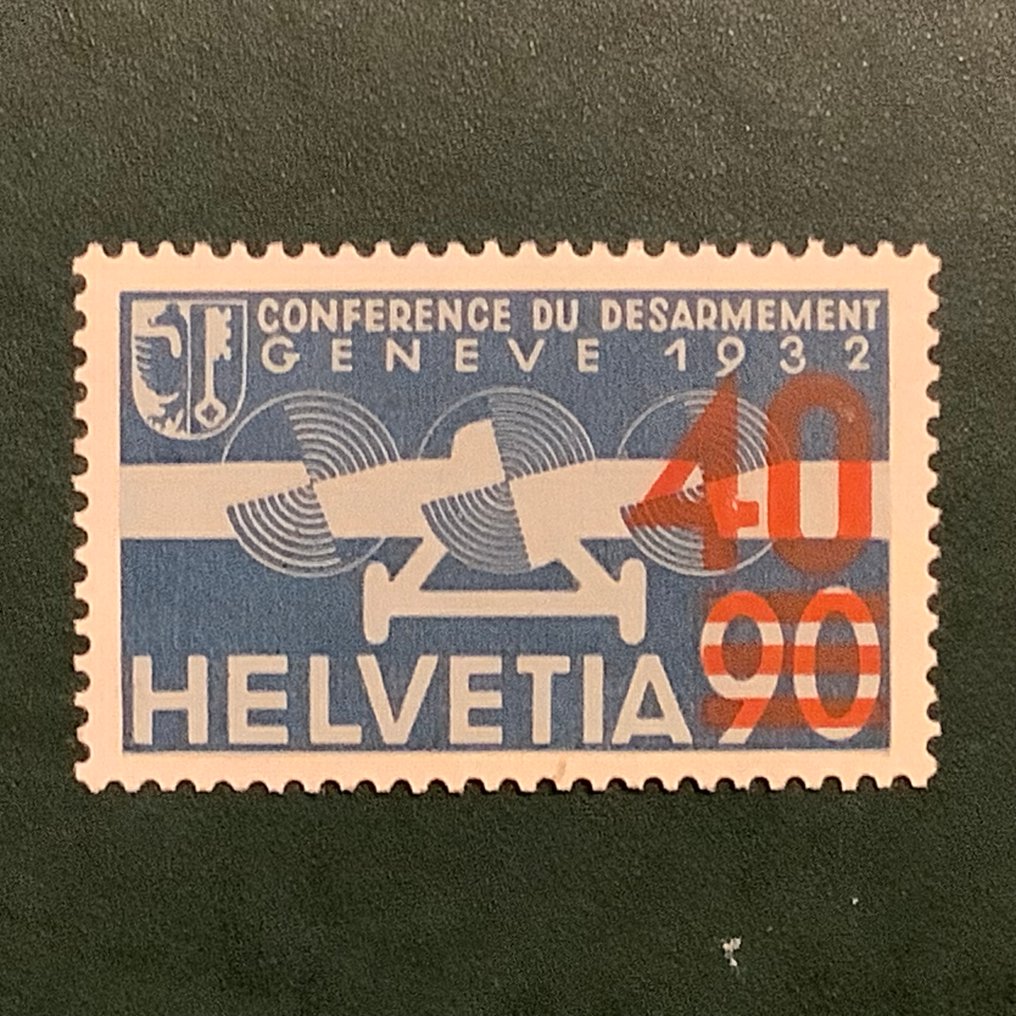 CONFERENCE DU DESARMEMENT
GENEVE 1932
40
HELVETIA 90